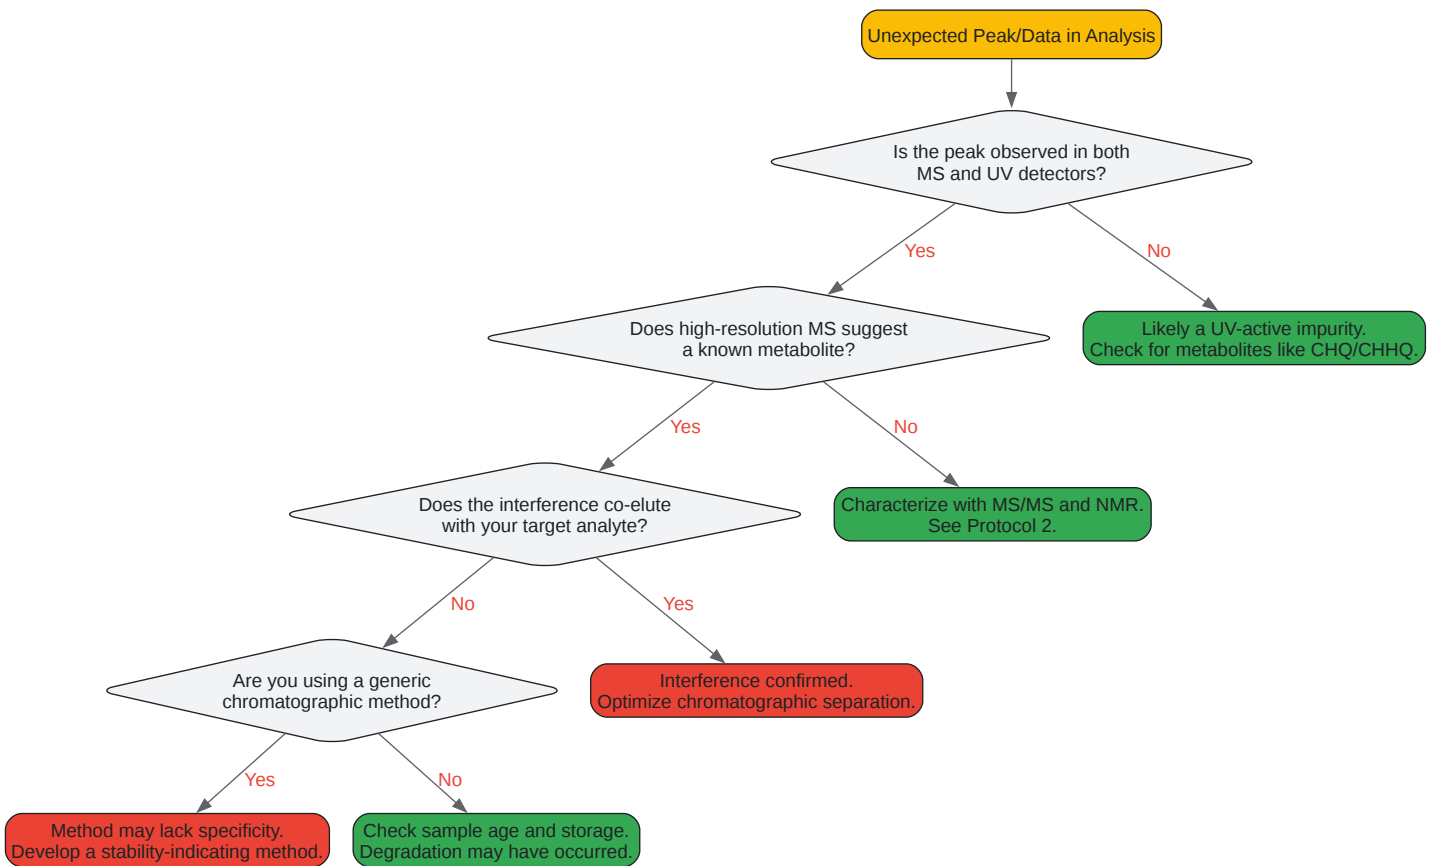 Unexpected Peak/Data in Analysis
Is the peak observed in both
MS and UV detectors?
Yes
No
Does high-resolution MS suggest
a known metabolite?
Likely a UV-active impurity.
Check for metabolites like CHQ/CHHQ.
Yes
No
Does the interference co-elute
with your target analyte?
Characterize with MS/MS and NMR.
See Protocol 2.
No
Yes
Are you using a generic
chromatographic method?
Interference confirmed.
Optimize chromatographic separation.
Yes
No
Method may lack specificity.
Develop a stability-indicating method.
Check sample age and storage.
Degradation may have occurred.